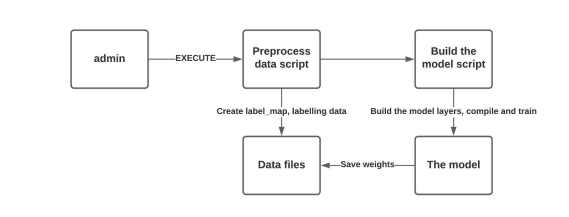 admin
EXECUTE
Preprocess
data script
Build the
model script
Create label_map, labelling data
Build the model layers, compile and train
Data files
Save weights
The model